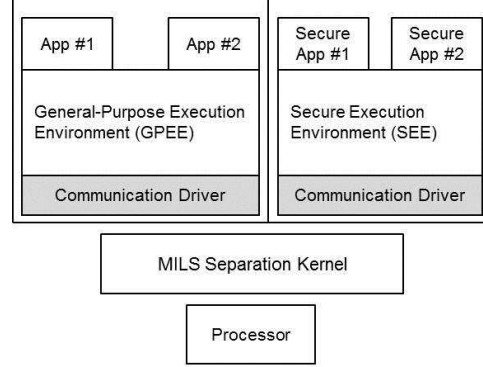 App #1
App #2
General-Purpose Execution
Environment (GPEE)
Communication Driver
Secure
App #1
Secure
App #2
Secure Execution
Environment (SEE)
Communication Driver
MILS Separation Kernel
Processor